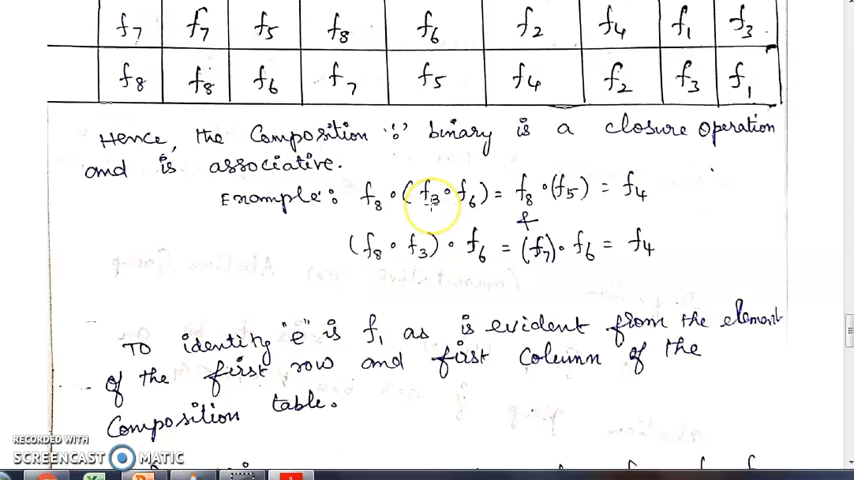 f7 f7 f5 f8 f6 f2 f4 f1 f3
f8 f8 f6 f7 f5 f4 f2 f3 f1
Hence, the Composition 'o' binary is a closure operation
and is associative.
Example: f8 ∘ (f3 ∘ f6) = f8 ∘ (f5) = f4
&
(f8 ∘ f3) ∘ f6 = (f7) ∘ f6 = f4
To identity "e" is f1 as is evident from the element
of the first row and first column of the
Composition table.
RECORDED WITH
SCREENCAST MATIC